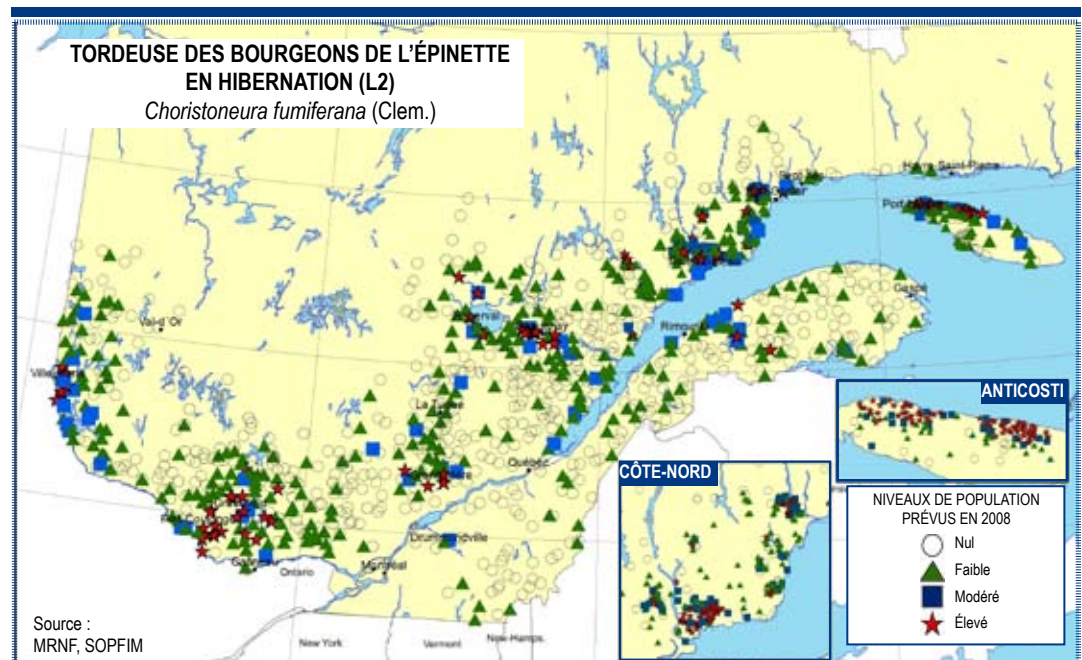 TORDEUSE DES BOURGEONS DE L'ÉPINETTE
EN HIBERNATION (L2)
Choristoneura fumiferana (Clem.)
Havre-Saint-Pierre
Gaspé
Val-d´Or
Rimouski
ANTICOSTI
La Tuque
CÔTE-NORD
Québec
NIVEAUX DE POPULATION
PRÉVUS EN 2008
Nul
Faible
Modéré
Élevé
Drummondville
Montréal
Gatineau
Ontario
New York
Vermont
New-Hamps.
Source :
MRNF, SOPFIM